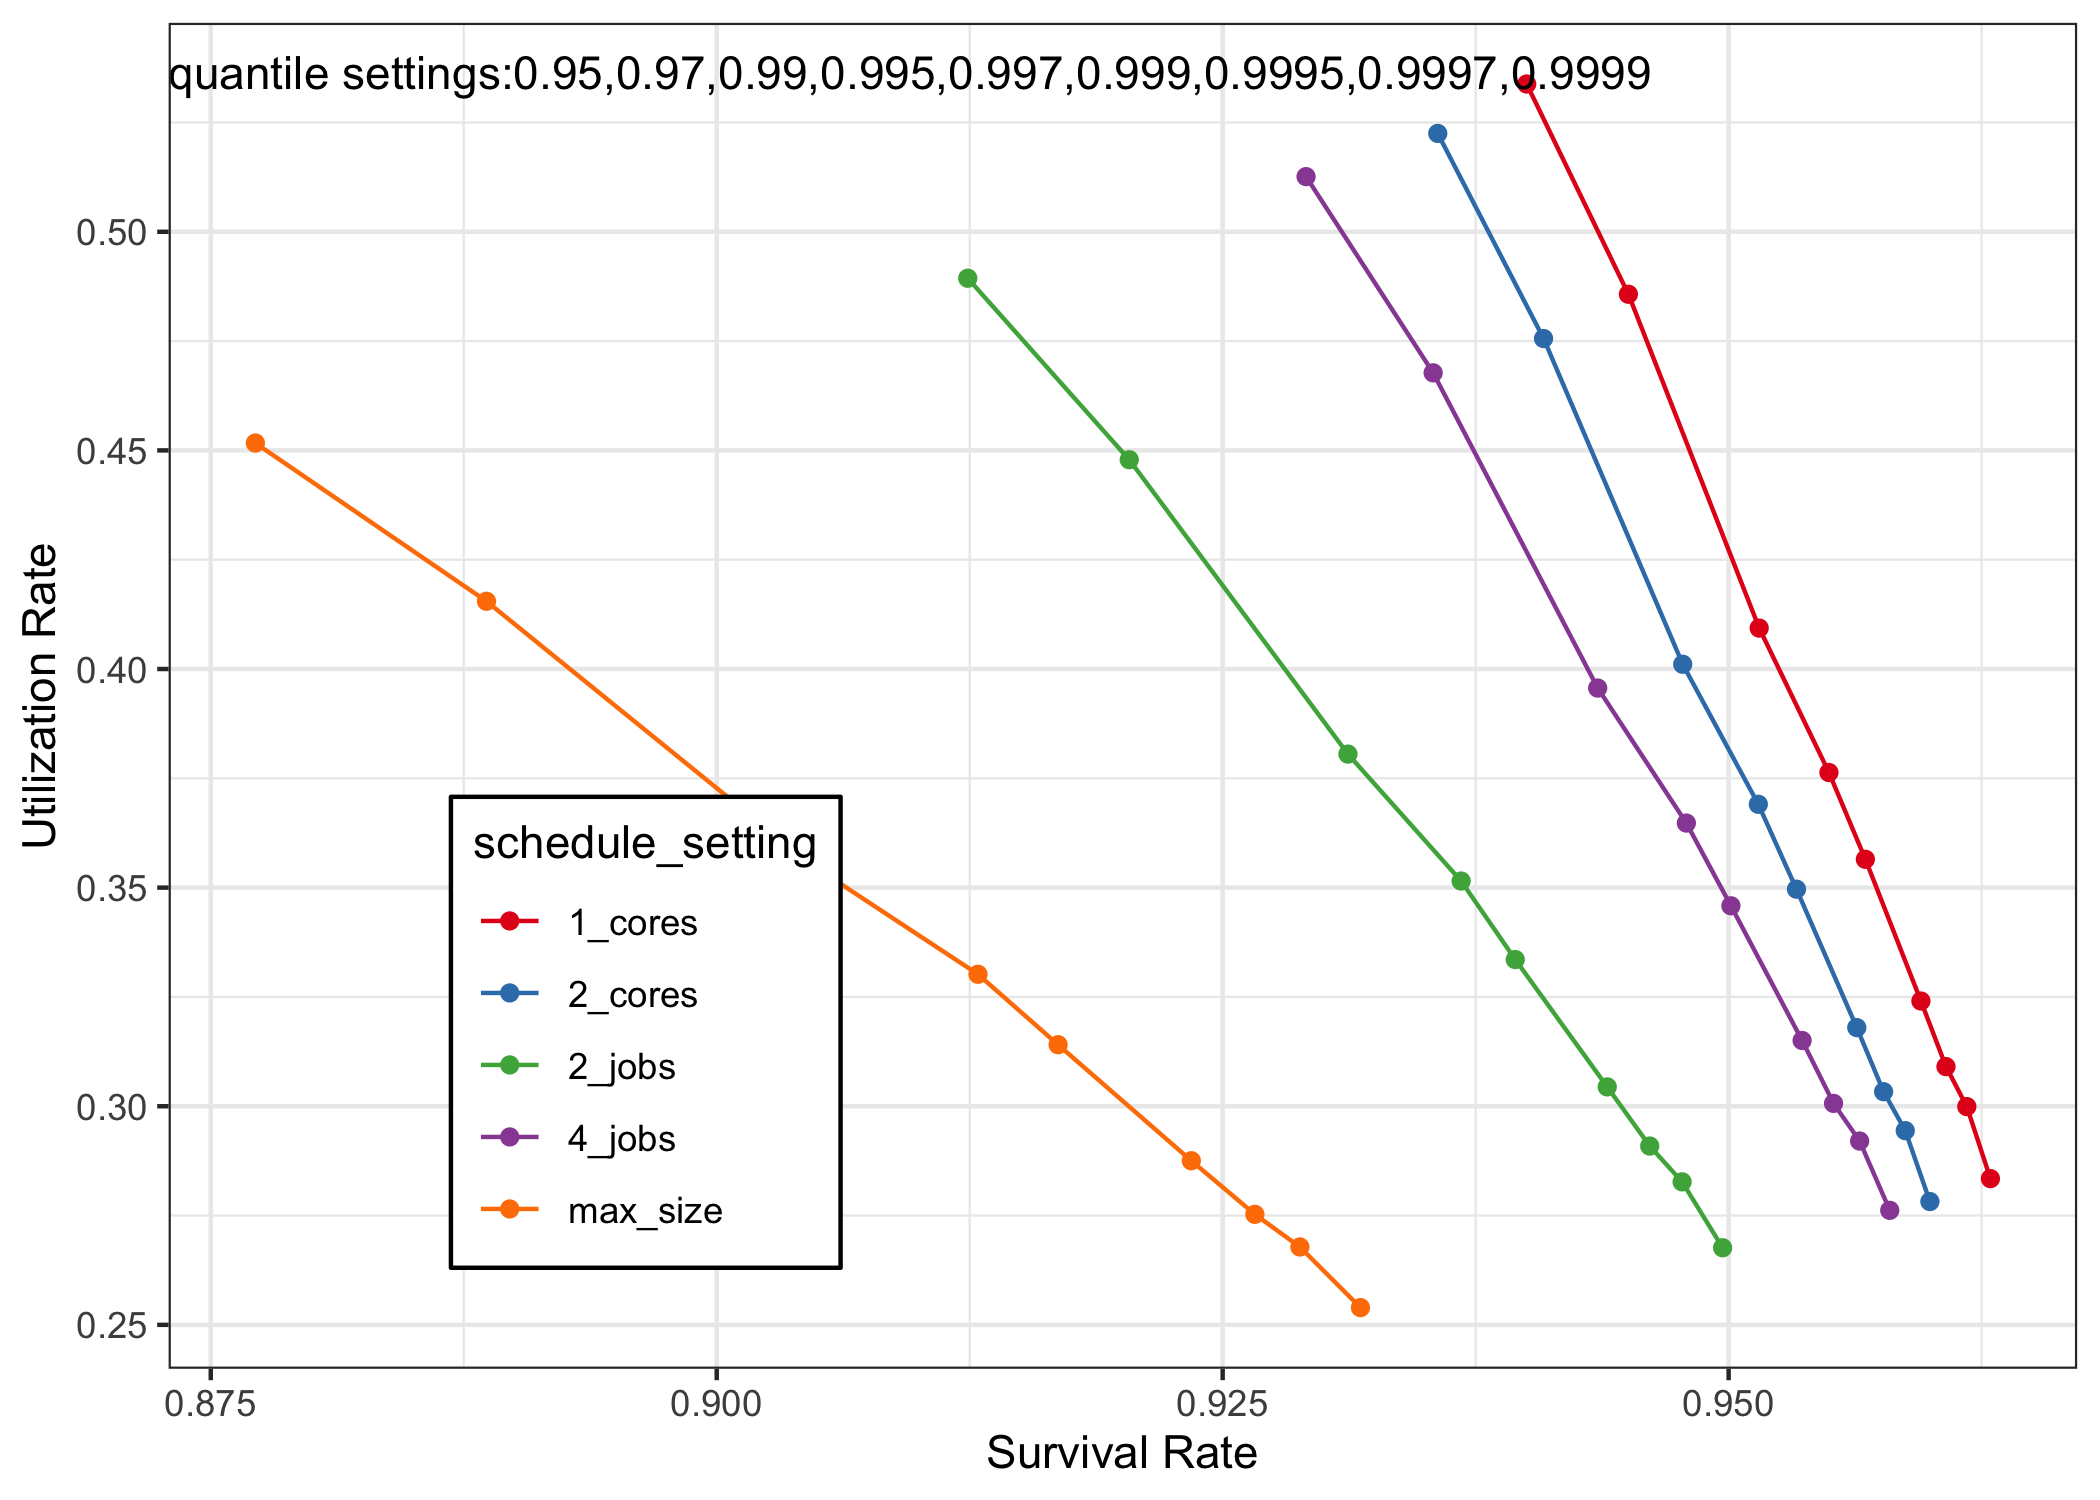 quantile settings:0.95,0.97,0.99,0.995,0.997,0.999,0.9995,0.9997,0.9999
0.50
0.45
0.40
0.35
0.30
0.25
Utilization Rate
schedule_setting
1_cores
2_cores
2_jobs
4_jobs
max_size
0.875 0.900 0.925 0.950
Survival Rate